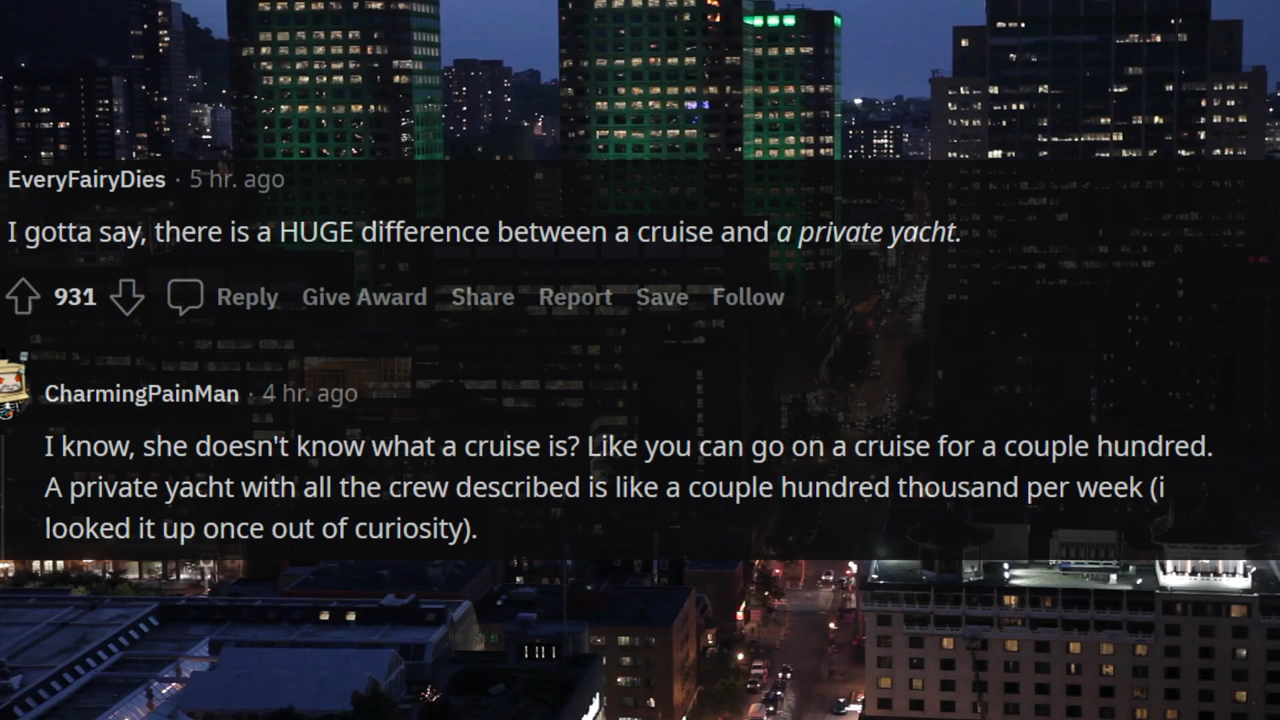 EveryFairyDies · 5 hr. ago
I gotta say, there is a HUGE difference between a cruise and a private yacht.
931 Reply Give Award Share Report Save Follow
CharmingPainMan · 4 hr. ago
I know, she doesn't know what a cruise is? Like you can go on a cruise for a couple hundred.
A private yacht with all the crew described is like a couple hundred thousand per week (i
looked it up once out of curiosity).